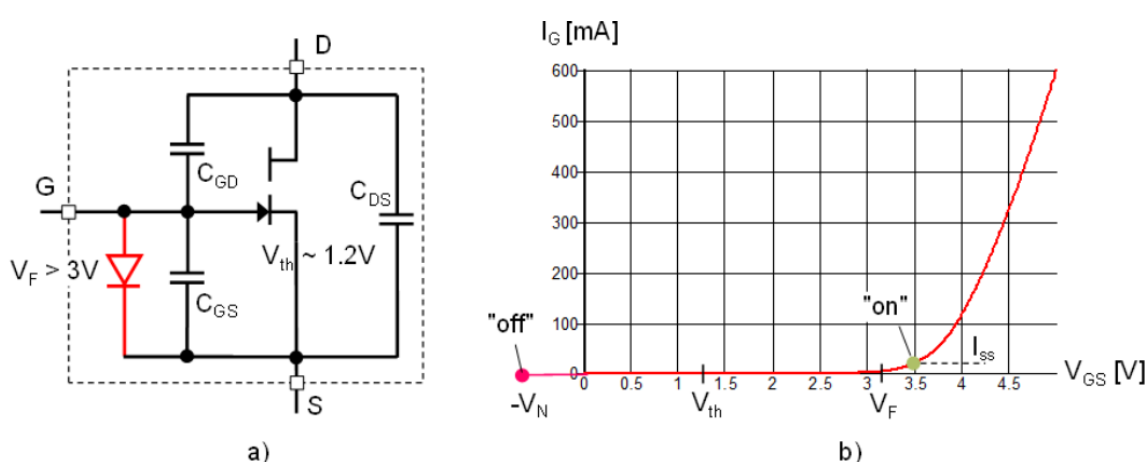 D
G
C_GD
C_DS
V_F > 3V
V_th ~ 1.2V
C_GS
S
a)
I_G [mA]
600
500
400
300
200
100
0
"off"
"on"
I_SS
-V_N
0 0.5 1 1.5 2 2.5 3 3.5 4 4.5
V_GS [V]
V_th
V_F
b)